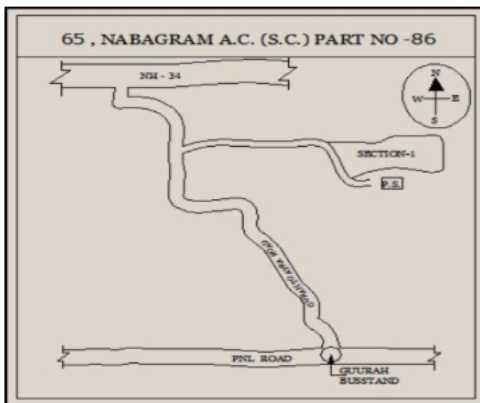 65 , NABAGRAM A.C. (S.C.) PART NO -86
NH - 34
N
W E
S
SECTION-1
P.S.
PNL ROAD
GUURAH
BUSSTAND